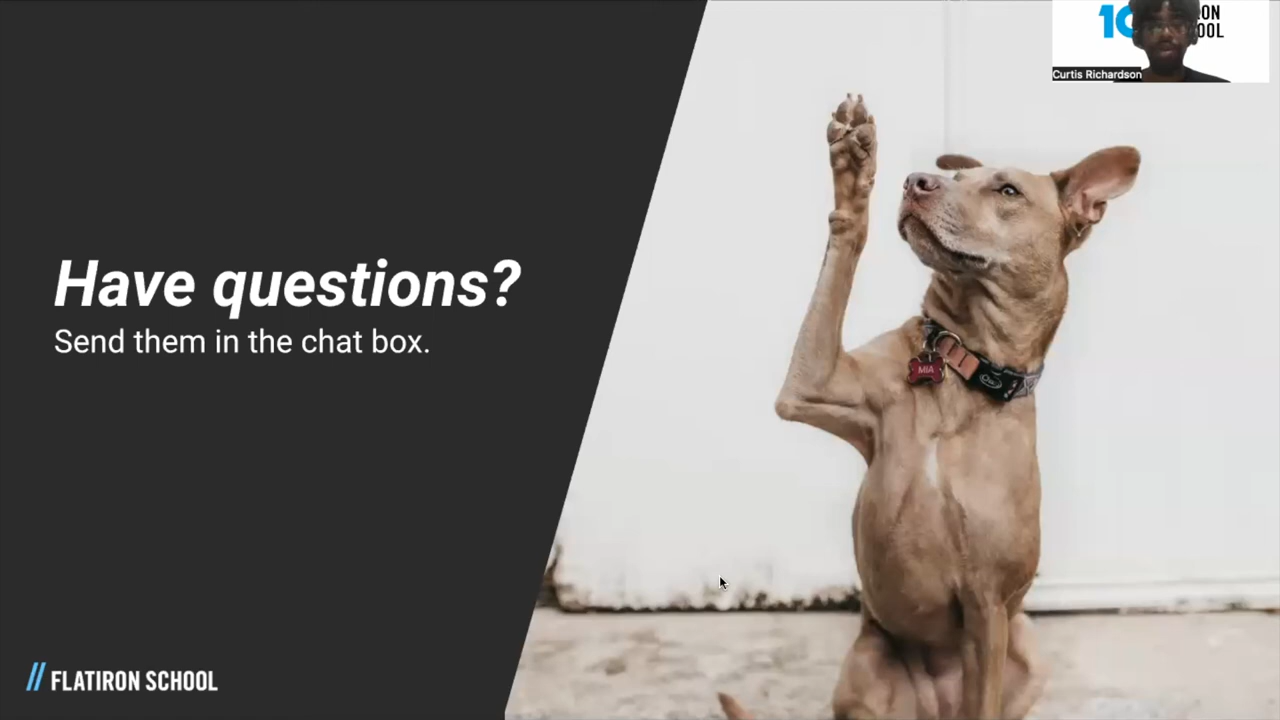 Have questions?
Send them in the chat box.
// FLATIRON SCHOOL
Curtis Richardson
MIA